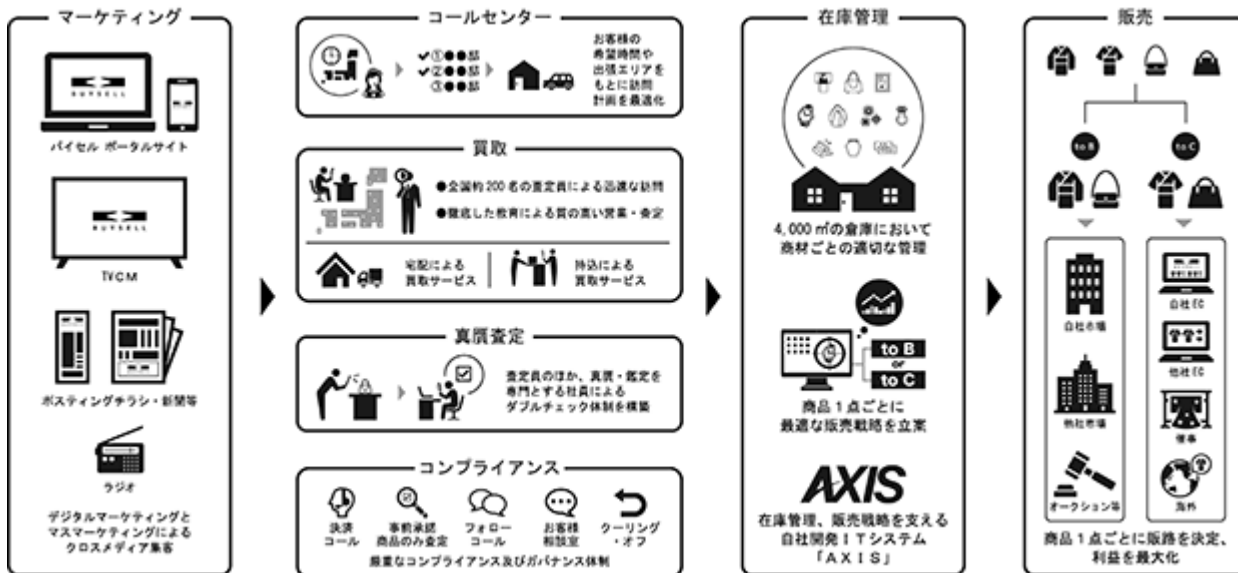 マーケティング
BUYSELL
バイセル ポータルサイト
BUYSELL
TVCM
ポスティングチラシ・新聞等
ラジオ
デジタルマーケティングと
マスマーケティングによる
クロスメディア集客
コールセンター
✓①●●邸
✓②●●邸
③●●邸
お客様の
希望時間や
出張エリアを
もとに訪問
計画を最適化
買取
●全国約200名の査定員による迅速な訪問
●徹底した教育による質の高い営業・査定
宅配による
買取サービス
持込による
買取サービス
真贋査定
査定員のほか、真贋・鑑定を
専門とする社員による
ダブルチェック体制を構築
コンプライアンス
決済
コール
事前承諾
商品のみ査定
フォロー
コール
お客様
相談室
クーリング
・オフ
厳重なコンプライアンス及びガバナンス体制
在庫管理
4,000㎡の倉庫において
商材ごとの適切な管理
to B
or
to C
商品1点ごとに
最適な販売戦略を立案
AXIS
在庫管理、販売戦略を支える
自社開発ITシステム
「AXIS」
販売
to B
to C
自社市場
他社市場
オークション等
自社EC
他社EC
催事
海外
商品1点ごとに販路を決定、
利益を最大化